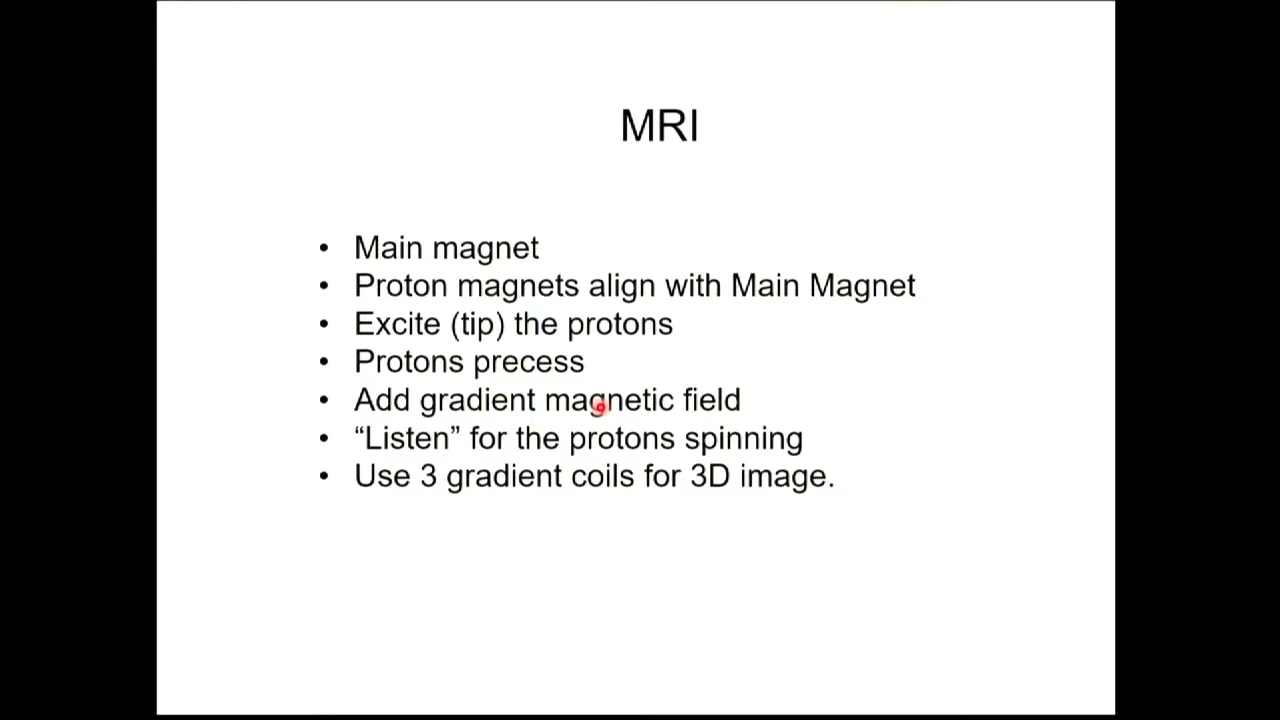 MRI
• Main magnet
• Proton magnets align with Main Magnet
• Excite (tip) the protons
• Protons precess
• Add gradient magnetic field
• “Listen” for the protons spinning
• Use 3 gradient coils for 3D image.